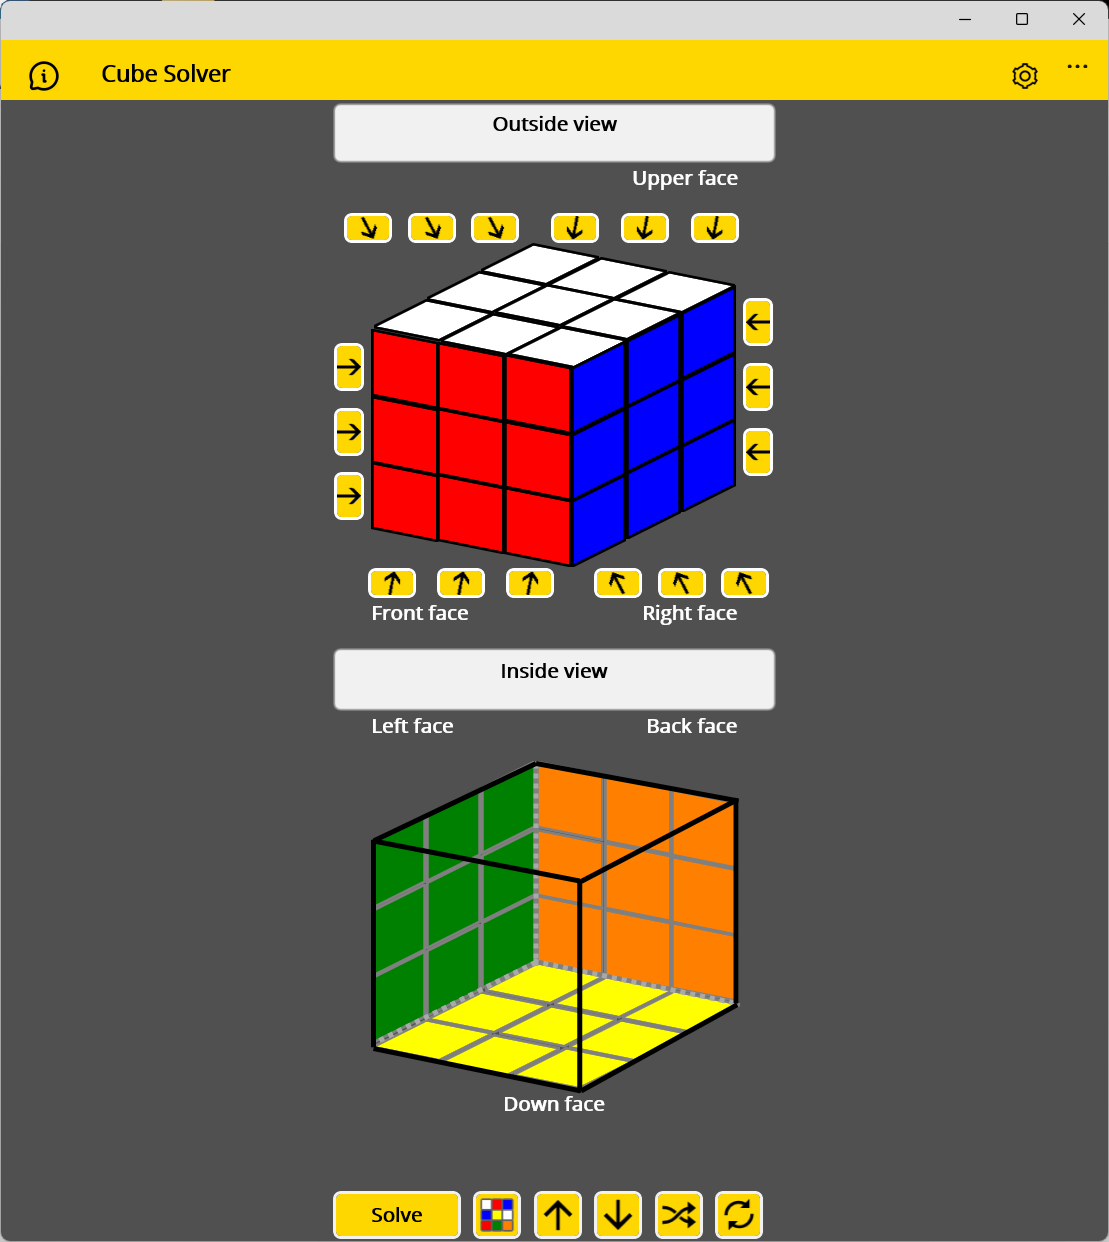 Cube Solver
Outside view
Upper face
Front face
Right face
Inside view
Left face
Back face
Down face
Solve